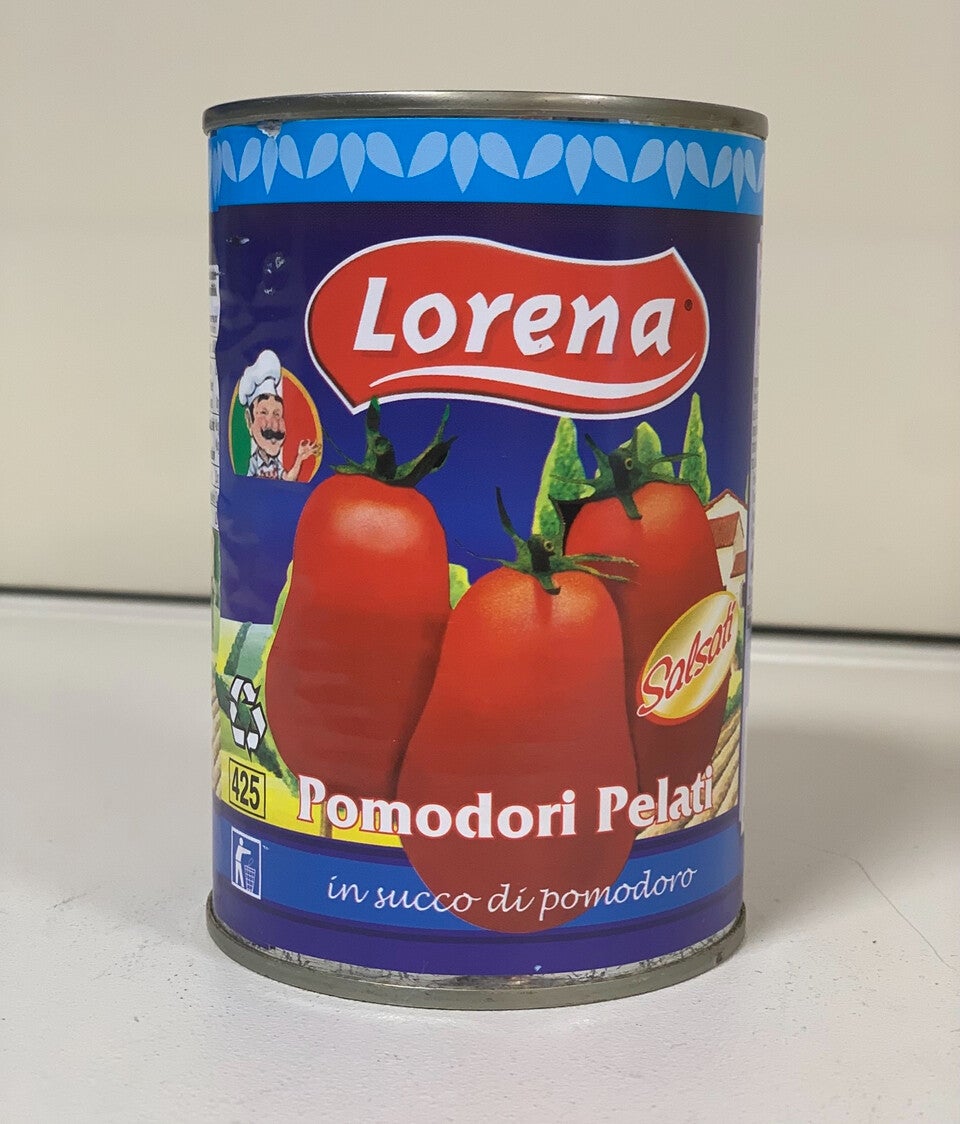 Lorena®
Salsati
425
Pomodori Pelati
in succo di pomodoro